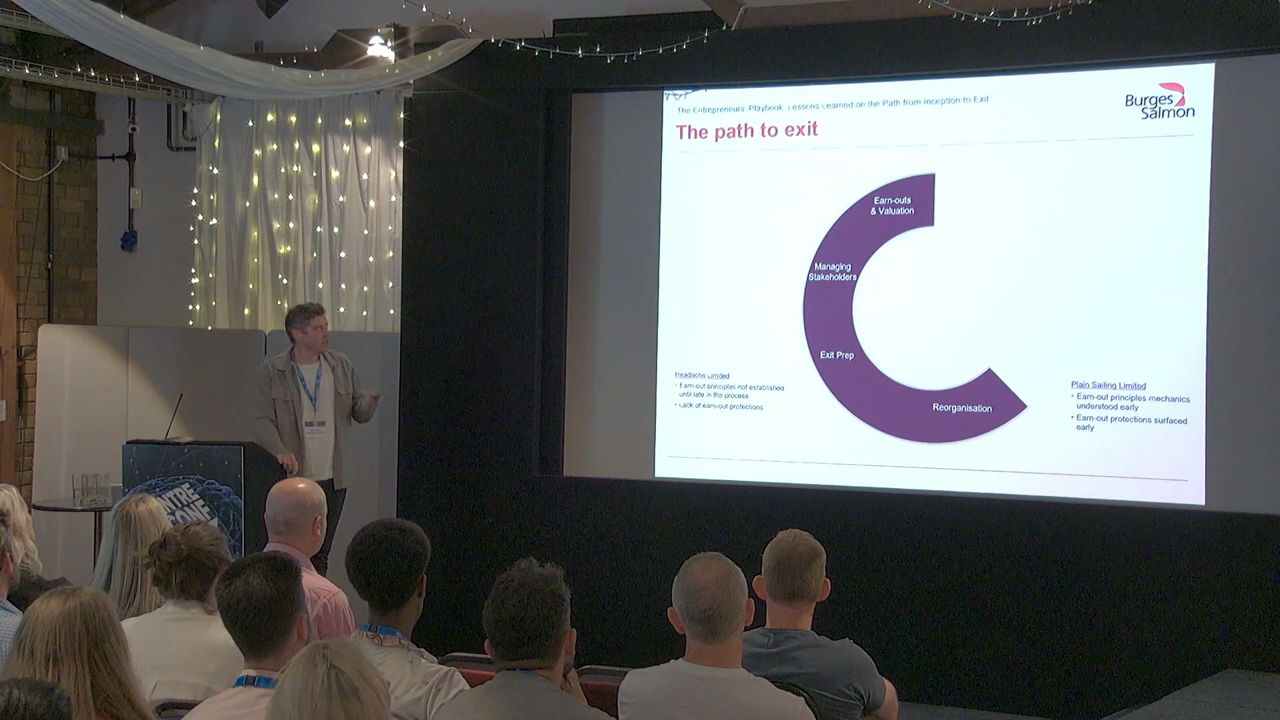 The Entrepreneurs Playbook: Lessons Learned on the Path from Inception to Exit
Burges
Salmon
The path to exit
Earn-outs
& Valuation
Managing
Stakeholders
Exit Prep
Reorganisation
Headache Limited
• Earn-out principles not established
until late in the process
• Lack of earn-out protections
Plain Sailing Limited
• Earn-out principles mechanics
understood early
• Earn-out protections surfaced
early